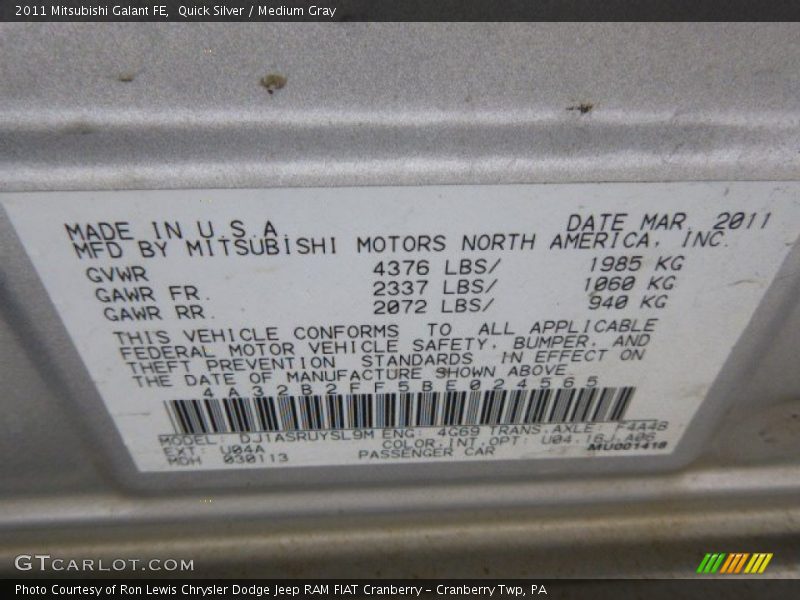 2011 Mitsubishi Galant FE,  Quick Silver / Medium Gray
MADE IN U.S.A. DATE MAR. 2011
MFD BY MITSUBISHI MOTORS NORTH AMERICA, INC.
GVWR 4376 LBS/ 1985 KG
GAWR FR. 2337 LBS/ 1060 KG
GAWR RR. 2072 LBS/ 940 KG
THIS VEHICLE CONFORMS TO ALL APPLICABLE
FEDERAL MOTOR VEHICLE SAFETY, BUMPER, AND
THEFT PREVENTION STANDARDS IN EFFECT ON
THE DATE OF MANUFACTURE SHOWN ABOVE.
4A32B2FF5BE024565
MODEL: DJ1ASRUYSL9M ENG: 4G69 TRANS.AXLE: F4A4B
EXT: U04A COLOR.INT.OPT: U04.18J.A06
MDH 030113 PASSENGER CAR MU001418
GTCARLOT.COM
Photo Courtesy of Ron Lewis Chrysler Dodge Jeep RAM FIAT Cranberry – Cranberry Twp, PA